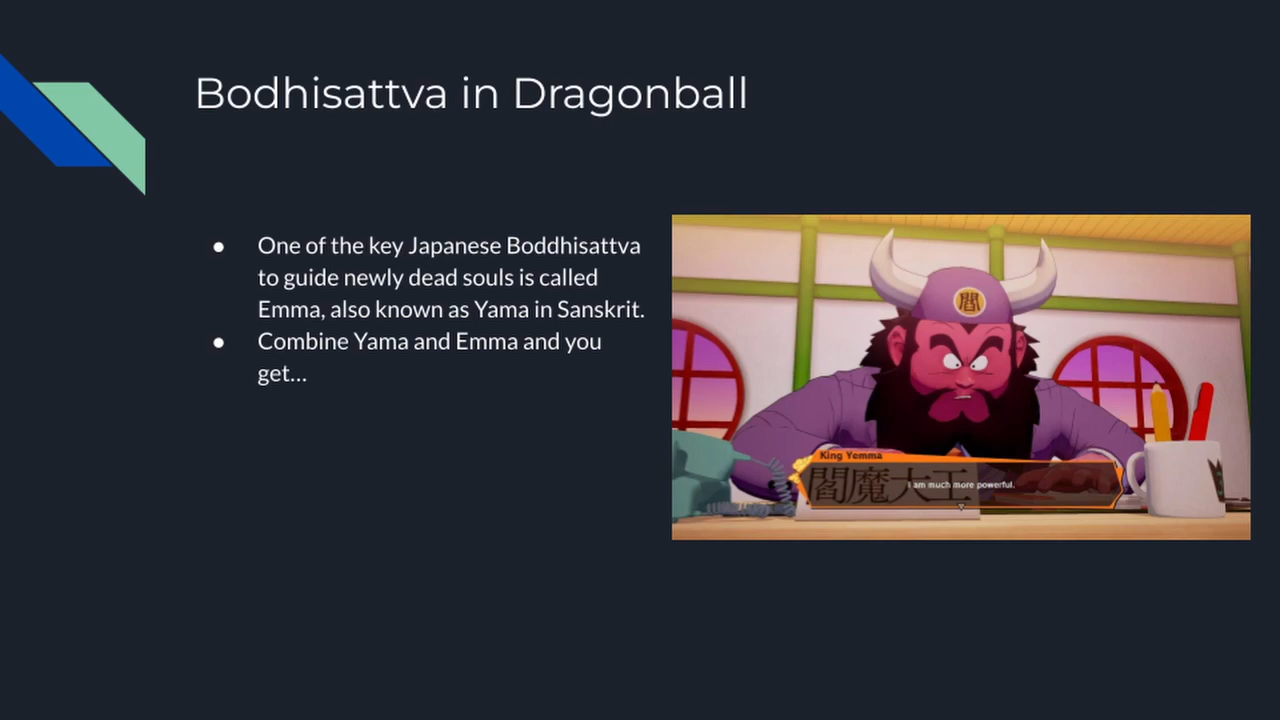 Bodhisattva in Dragonball
● One of the key Japanese Boddhisattva
to guide newly dead souls is called
Emma, also known as Yama in Sanskrit.
● Combine Yama and Emma and you
get...
閻
King Yemma
閻魔大王
I am much more powerful.